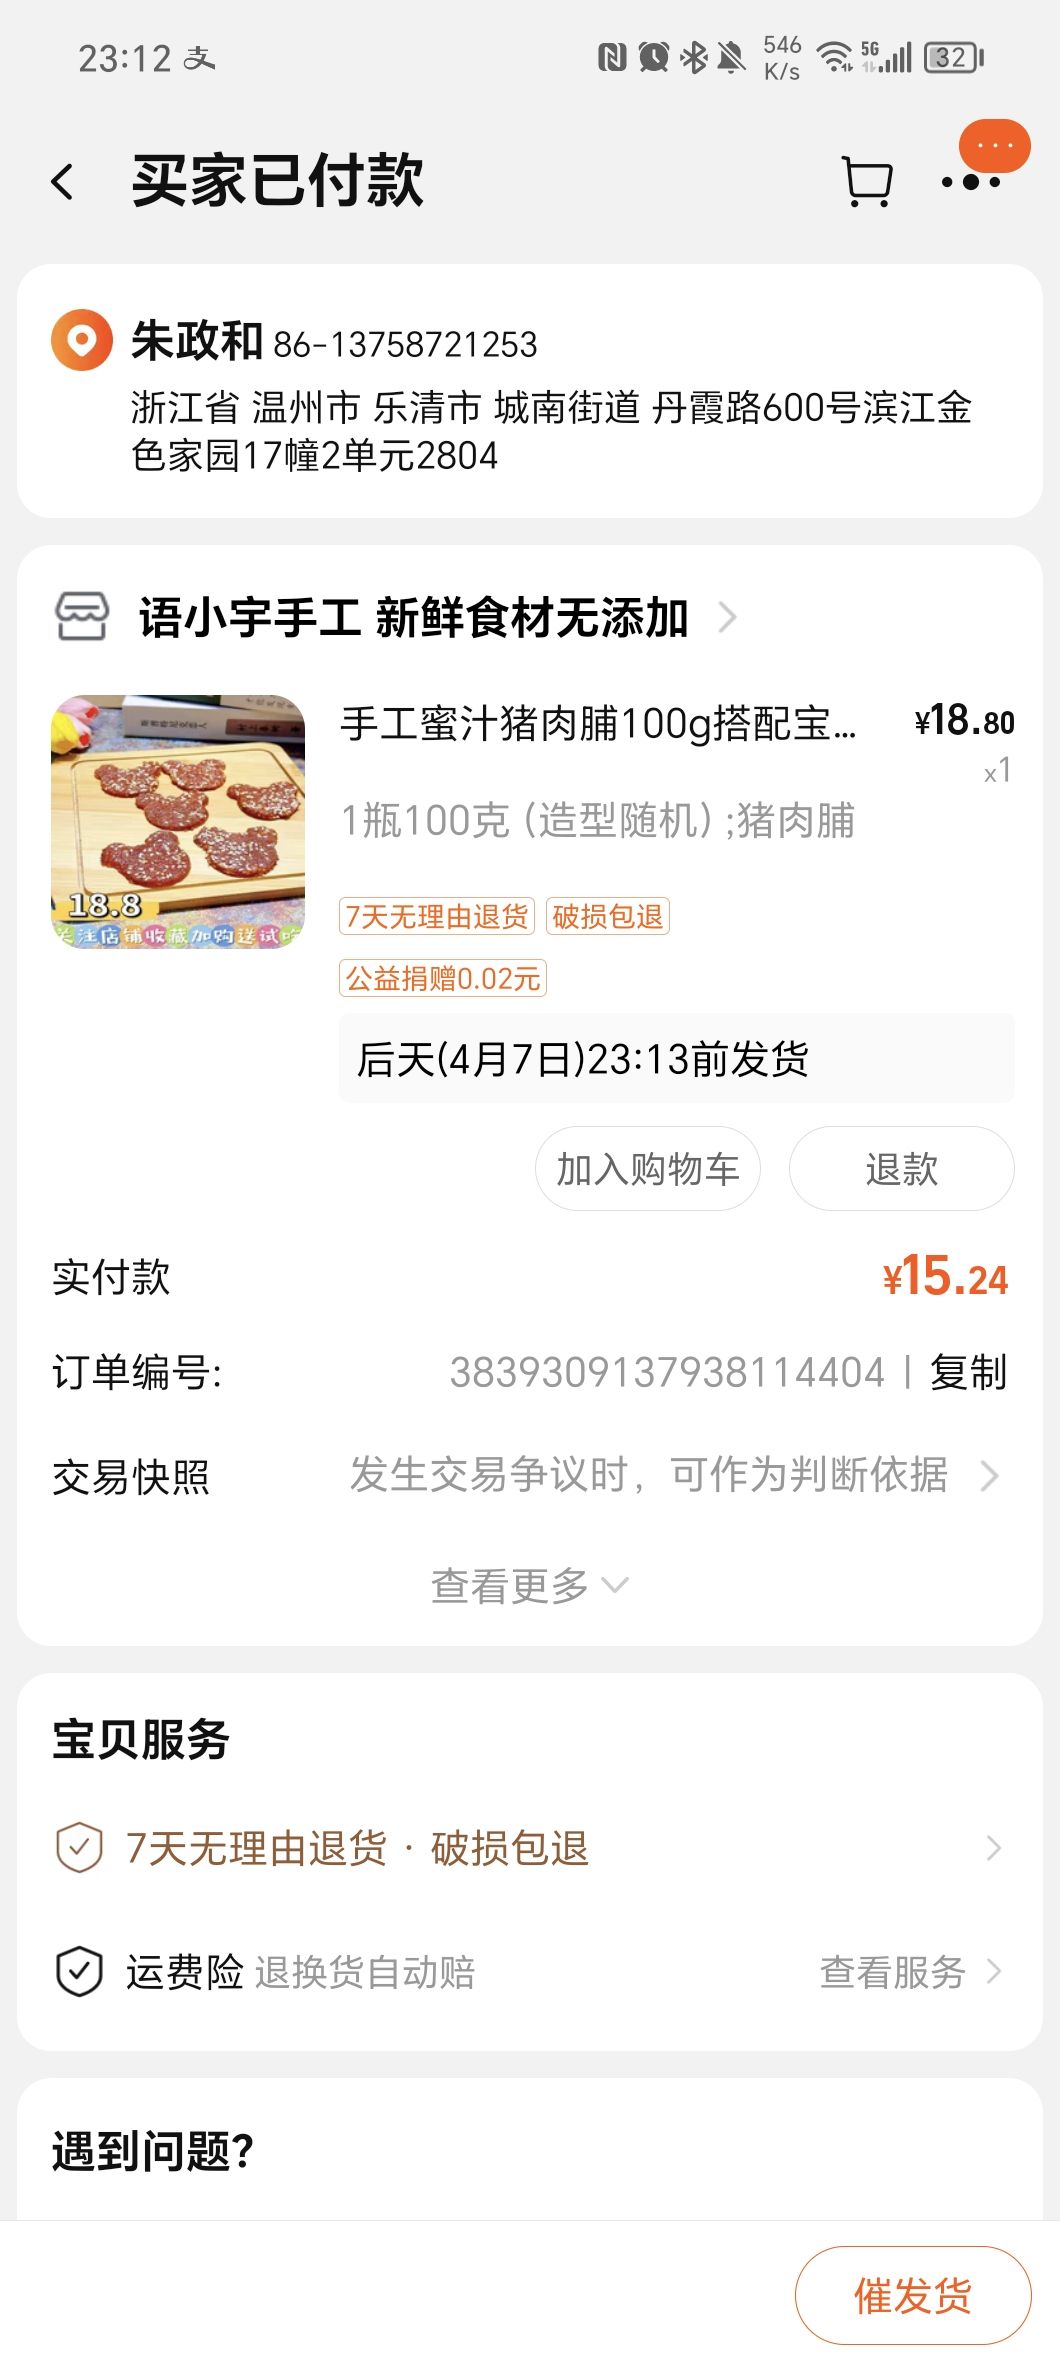 23:12 支
546
K/s
5G
32
买家已付款
朱政和 86-13758721253
浙江省 温州市 乐清市 城南街道 丹霞路600号滨江金
色家园17幢2单元2804
语小宇手工 新鲜食材无添加
手工蜜汁猪肉脯100g搭配宝...
¥18.80
x1
1瓶100克 (造型随机) ;猪肉脯
18.8
关注店铺收藏加购送试吃
7天无理由退货 破损包退
公益捐赠0.02元
后天(4月7日)23:13前发货
加入购物车 退款
实付款 ¥15.24
订单编号: 3839309137938114404 | 复制
交易快照 发生交易争议时，可作为判断依据
查看更多
宝贝服务
7天无理由退货 · 破损包退
运费险 退换货自动赔 查看服务
遇到问题?
催发货